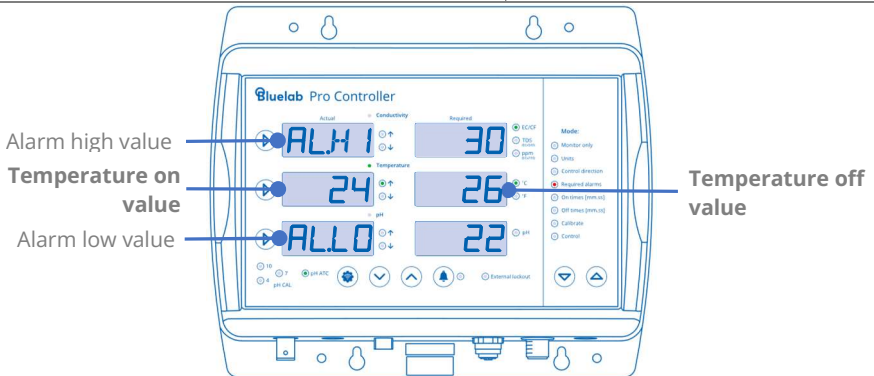 Bluelab Pro Controller
Actual
Conductivity
Required
Alarm high value
AL.HI
30
EC/CF
TDS
ppm
Temperature
Temperature on
value
24
26
°C
°F
Temperature off
value
pH
Alarm low value
AL.LO
22
pH
10
7
4
pH CAL
pH ATC
External lockout
Mode:
Monitor only
Units
Control direction
Required alarms
On times [mm.ss]
Off times [mm.ss]
Calibrate
Control